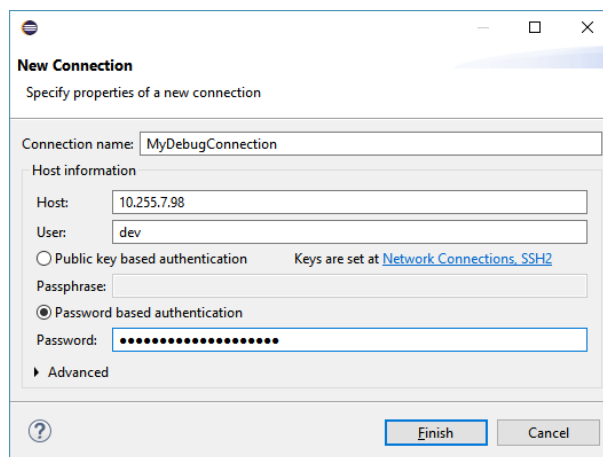 New Connection
Specify properties of a new connection
Connection name: MyDebugConnection
Host information
Host: 10.255.7.98
User: dev
Public key based authentication Keys are set at Network Connections, SSH2
Passphrase:
Password based authentication
Password: ••••••••••••••••••••
Advanced
? Finish Cancel